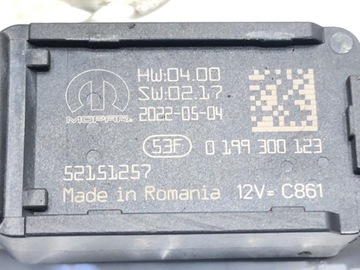 HW:04.00
SW:02.17
2022-05-04
MOPAR
53F 0 199 300 123
52151257
Made in Romania 12V= C861